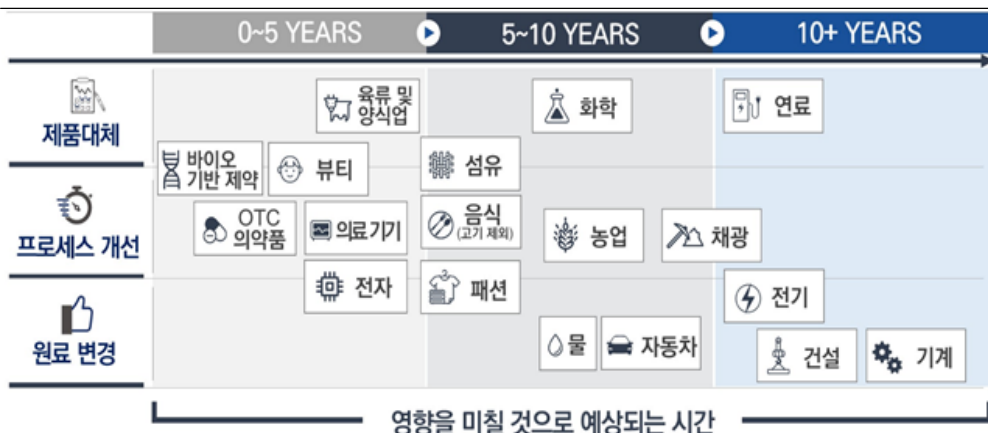 0~5 YEARS
5~10 YEARS
10+ YEARS
제품대체
육류 및
양식업
화학
연료
바이오
기반 제약
뷰티
섬유
프로세스 개선
OTC
의약품
의료기기
음식
(고기 제외)
농업
채광
전자
패션
전기
원료 변경
물
자동차
건설
기계
영향을 미칠 것으로 예상되는 시간